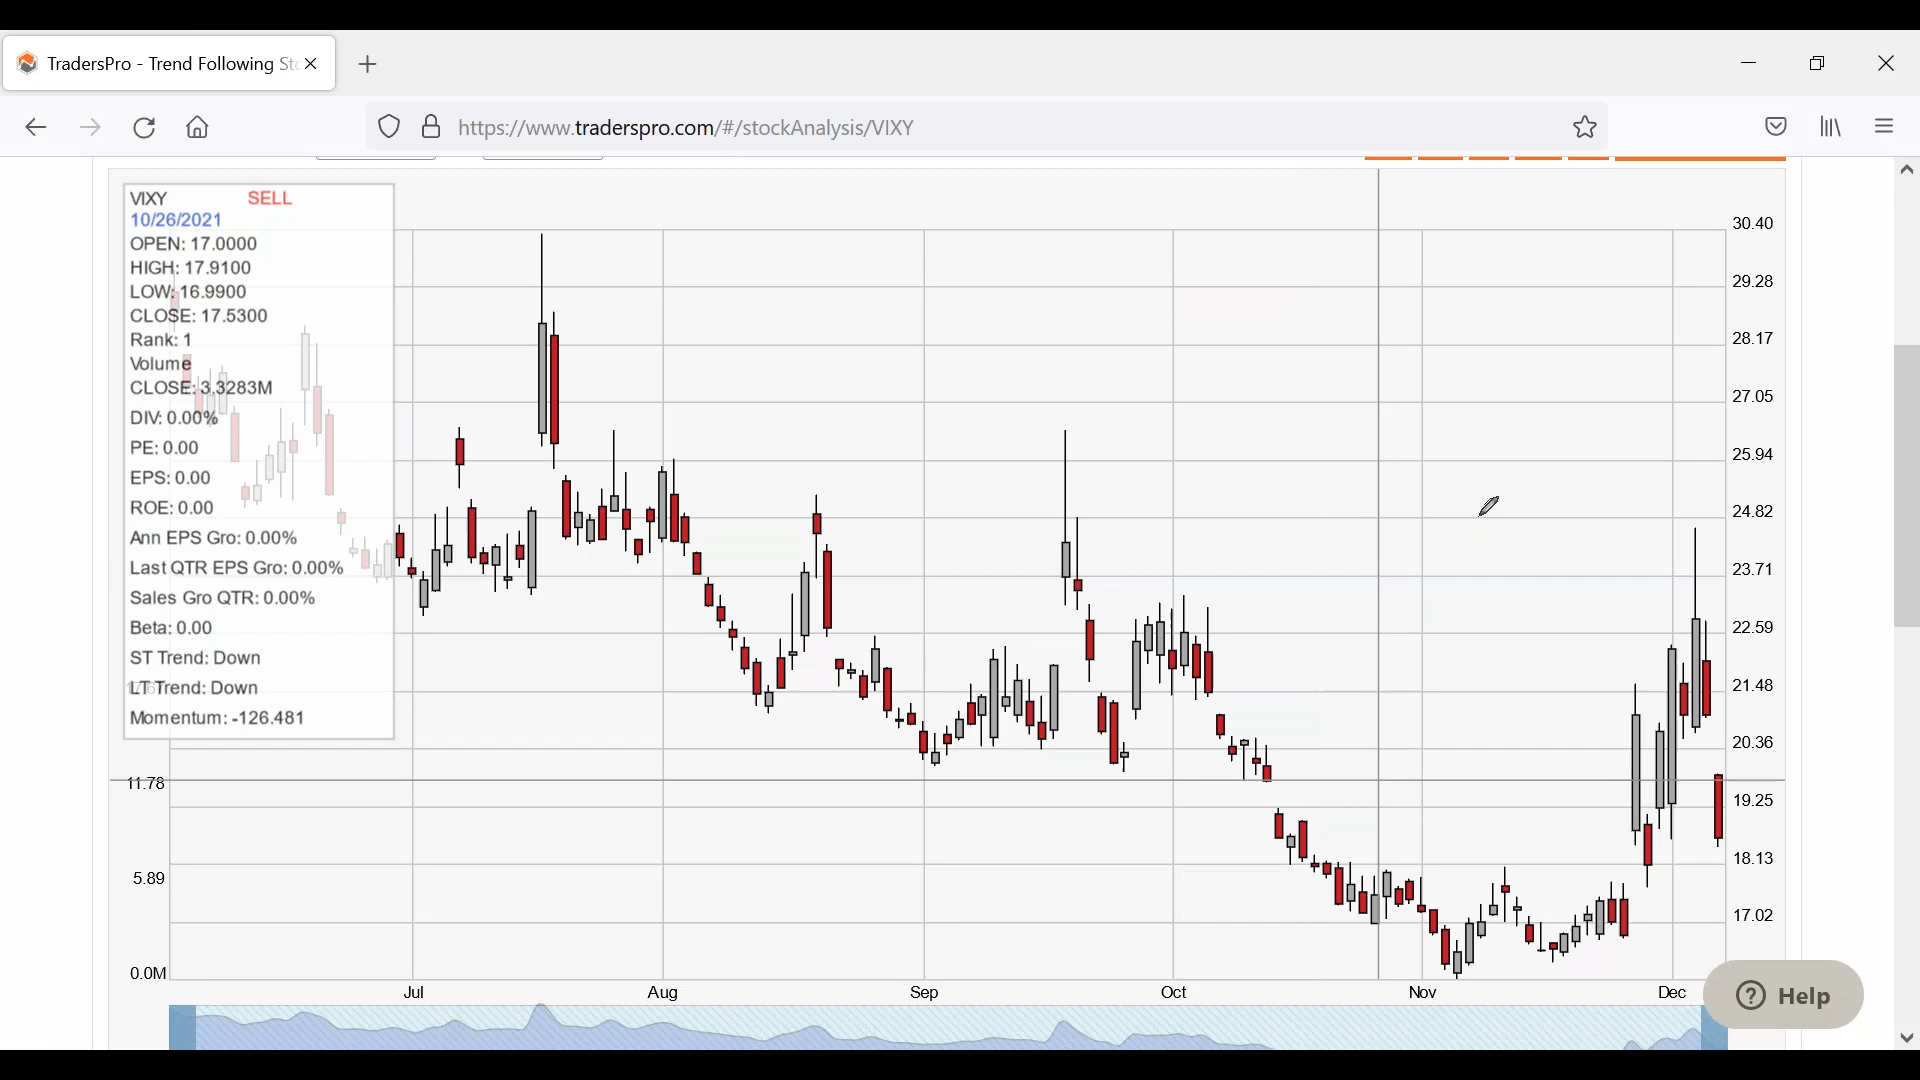 TradersPro - Trend Following Sto
https://www.traderspro.com/#/stockAnalysis/VIXY
VIXY SELL
10/26/2021
OPEN: 17.0000
HIGH: 17.9100
LOW: 16.9900
CLOSE: 17.5300
Rank: 1
Volume
CLOSE: 3.3283M
DIV: 0.00%
PE: 0.00
EPS: 0.00
ROE: 0.00
Ann EPS Gro: 0.00%
Last QTR EPS Gro: 0.00%
Sales Gro QTR: 0.00%
Beta: 0.00
ST Trend: Down
LT Trend: Down
Momentum: -126.481
30.40
29.28
28.17
27.05
25.94
24.82
23.71
22.59
21.48
20.36
19.25
18.13
17.02
11.78
5.89
0.0M
Jul Aug Sep Oct Nov Dec
Help